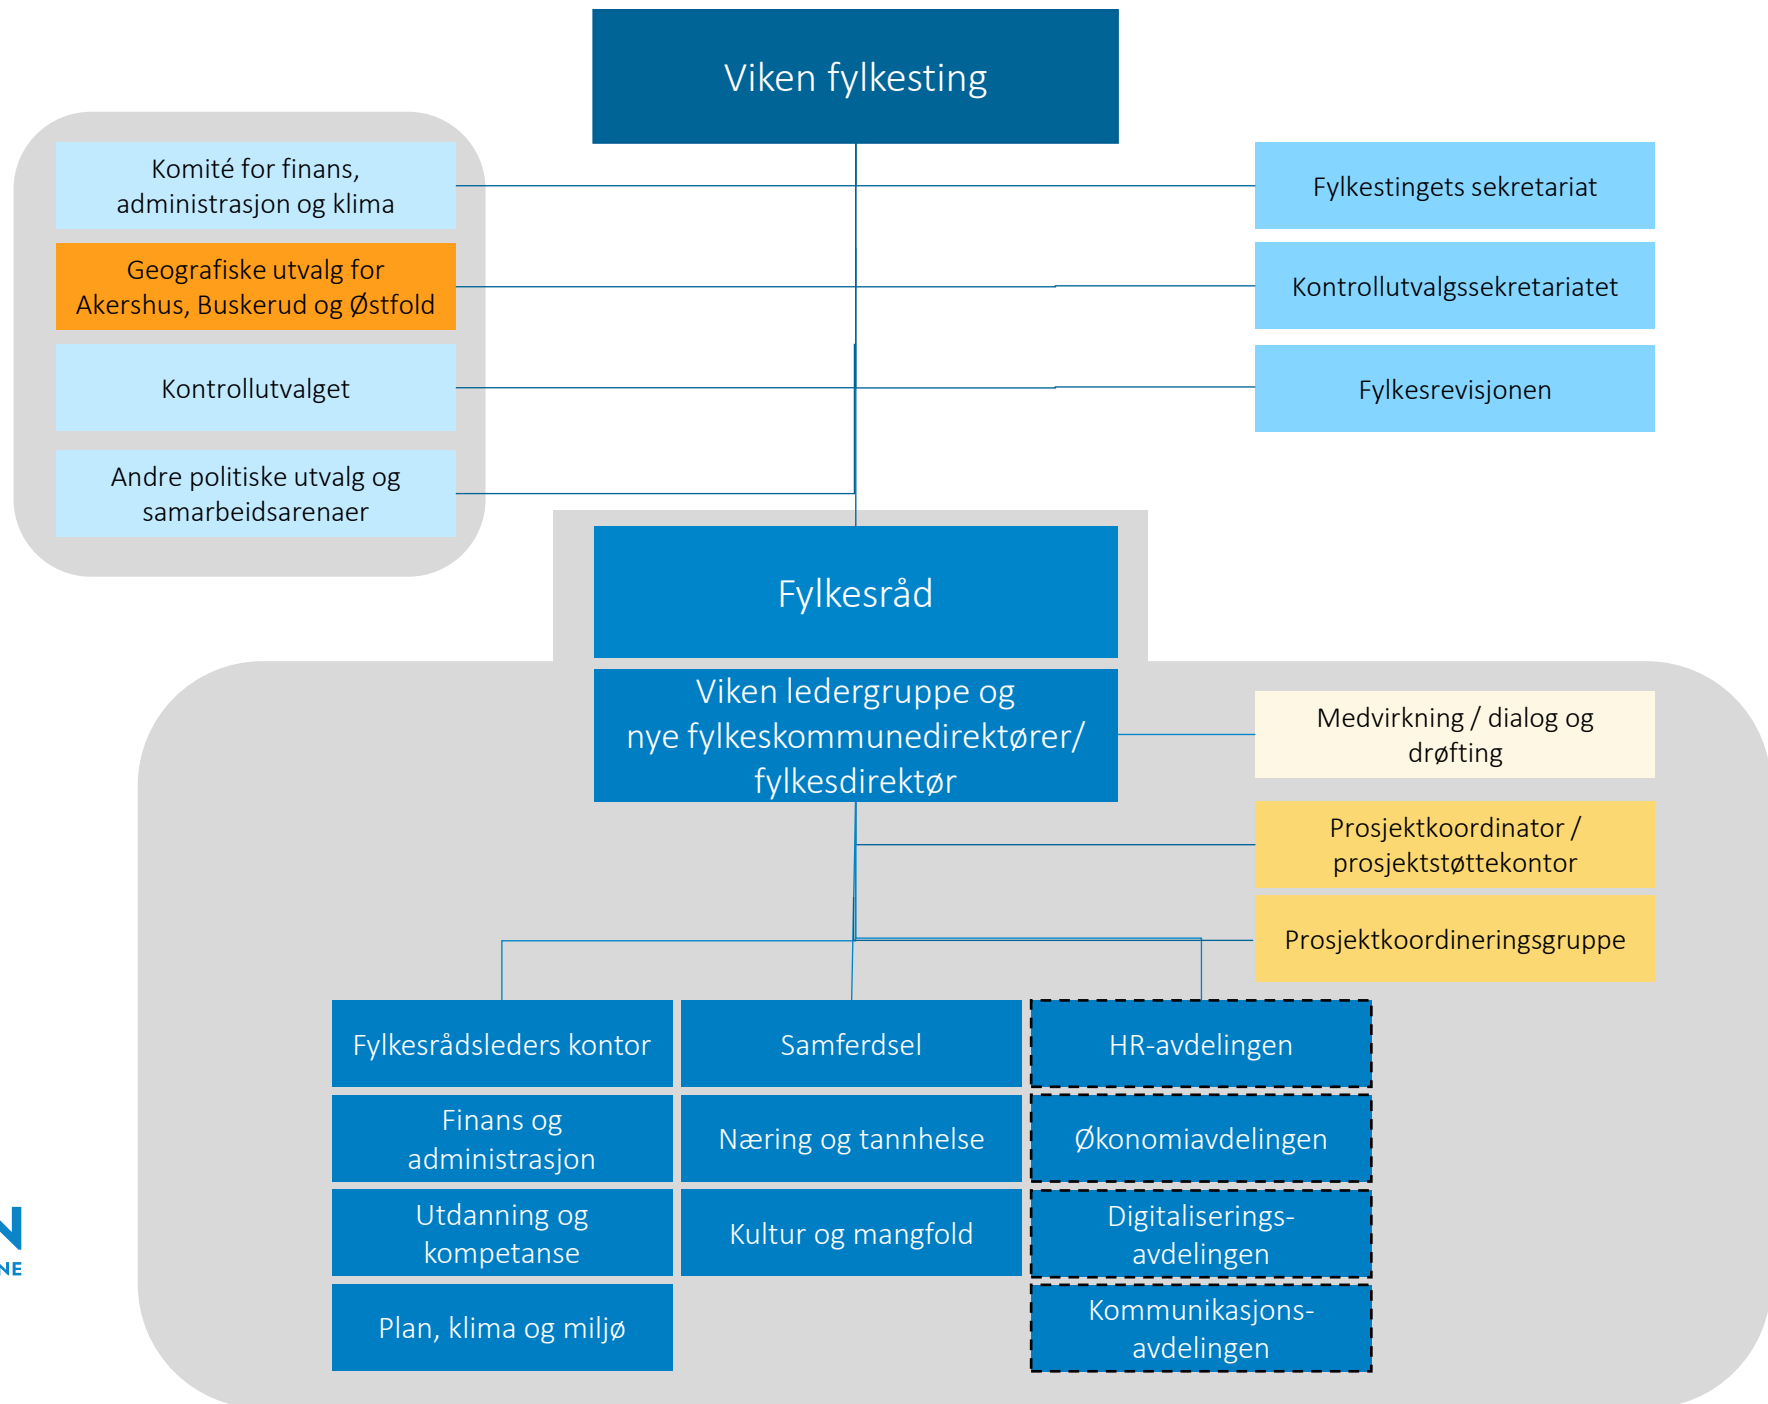 Viken fylkesting
Komité for finans,
administrasjon og klima
Geografiske utvalg for
Akershus, Buskerud og Østfold
Kontrollutvalget
Andre politiske utvalg og
samarbeidsarenaer
Fylkestingets sekretariat
Kontrollutvalgssekretariatet
Fylkesrevisjonen
Fylkesråd
Viken ledergruppe og
nye fylkeskommunedirektører/
fylkesdirektør
Medvirkning / dialog og
drøfting
Prosjektkoordinator /
prosjektstøttekontor
Prosjektkoordineringsgruppe
Fylkesrådsleders kontor
Finans og
administrasjon
Utdanning og
kompetanse
Plan, klima og miljø
Samferdsel
Næring og tannhelse
Kultur og mangfold
HR-avdelingen
Økonomiavdelingen
Digitaliserings-
avdelingen
Kommunikasjons-
avdelingen
N
NE